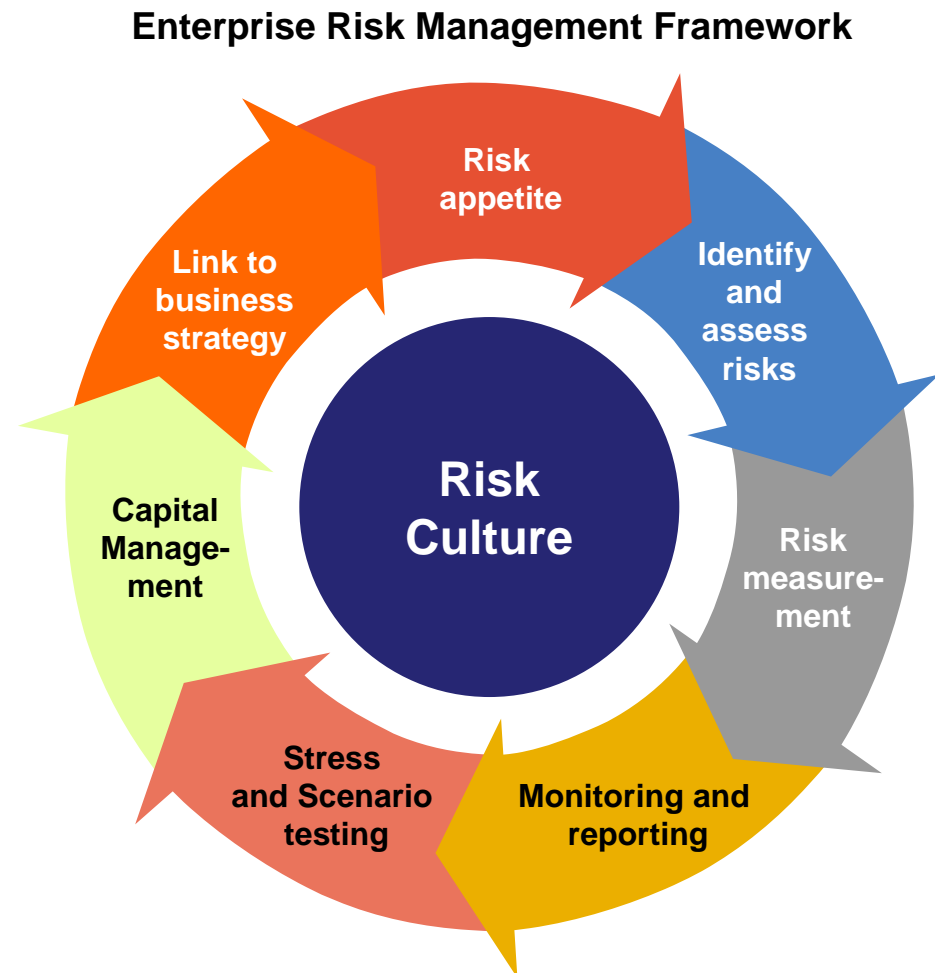 Enterprise Risk Management Framework
Risk
appetite
Identify
and
assess
risks
Risk
measure-
ment
Monitoring and
reporting
Stress
and Scenario
testing
Capital
Manage-
ment
Link to
business
strategy
Risk
Culture